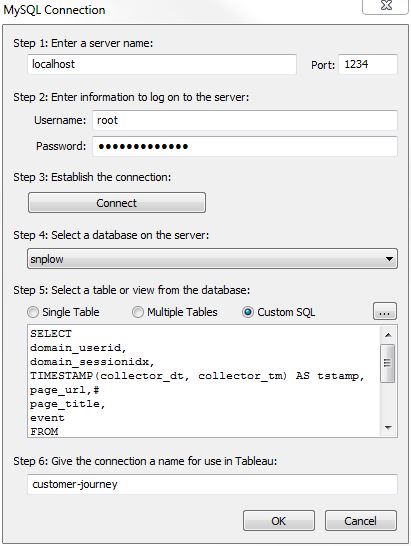 MySQL Connection
Step 1: Enter a server name:
localhost Port: 1234
Step 2: Enter information to log on to the server:
Username: root
Password: ●●●●●●●●●●●●●
Step 3: Establish the connection:
Connect
Step 4: Select a database on the server:
snplow
Step 5: Select a table or view from the database:
Single Table Multiple Tables Custom SQL ...
SELECT
domain_userid,
domain_sessionidx,
TIMESTAMP(collector_dt, collector_tm) AS tstamp,
page_url,#
page_title,
event
FROM
Step 6: Give the connection a name for use in Tableau:
customer-journey
OK Cancel